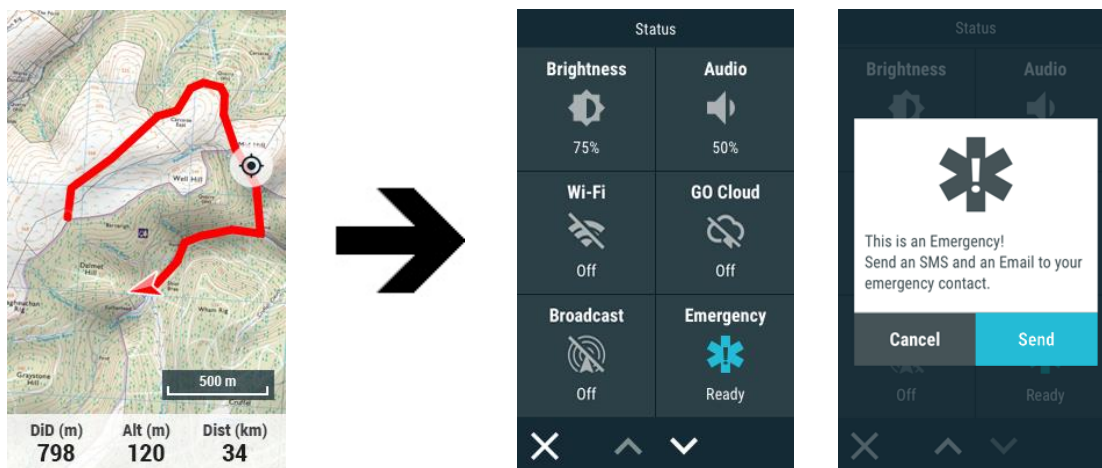 Well Hill
500 m
DiD (m) Alt (m) Dist (km)
798 120 34
Status
Brightness Audio
75% 50%
Wi-Fi GO Cloud
Off Off
Broadcast Emergency
Off Ready
Status
Brightness Audio
This is an Emergency!
Send an SMS and an Email to your
emergency contact.
Cancel Send
Off Ready